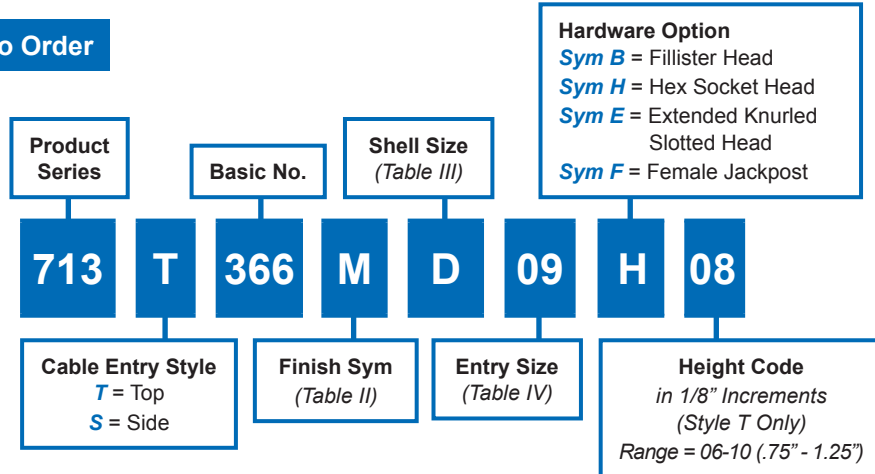 o Order
Hardware Option
Sym B = Fillister Head
Sym H = Hex Socket Head
Sym E = Extended Knurled
Slotted Head
Sym F = Female Jackpost
Product
Series
Basic No.
Shell Size
(Table III)
713 T 366 M D 09 H 08
Cable Entry Style
T = Top
S = Side
Finish Sym
(Table II)
Entry Size
(Table IV)
Height Code
in 1/8” Increments
(Style T Only)
Range = 06-10 (.75” - 1.25”)